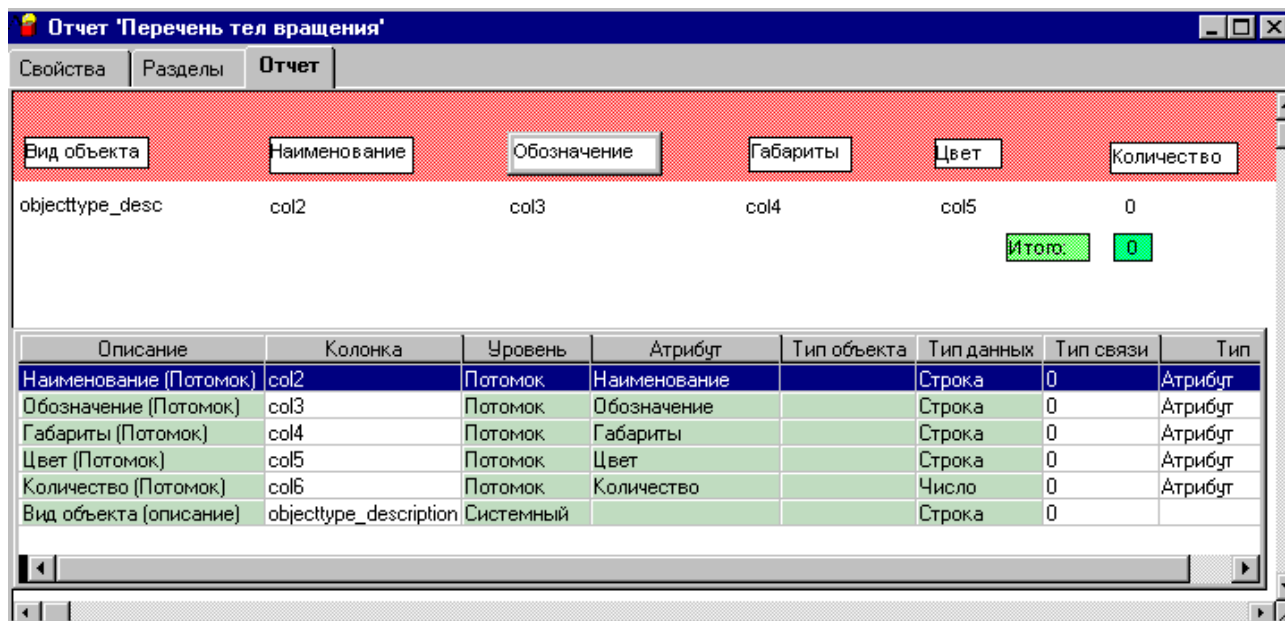 Отчет 'Перечень тел вращения'
Свойства Разделы Отчет
Вид объекта Наименование Обозначение Габариты Цвет Количество
objecttype_desc col2 col3 col4 col5 0
Итого: 0
Описание Колонка Уровень Атрибут Тип объекта Тип данных Тип связи Тип
Наименование (Потомок) col2 Потомок Наименование Строка 0 Атрибут
Обозначение (Потомок) col3 Потомок Обозначение Строка 0 Атрибут
Габариты (Потомок) col4 Потомок Габариты Строка 0 Атрибут
Цвет (Потомок) col5 Потомок Цвет Строка 0 Атрибут
Количество (Потомок) col6 Потомок Количество Число 0 Атрибут
Вид объекта (описание) objecttype_description Системный Строка 0